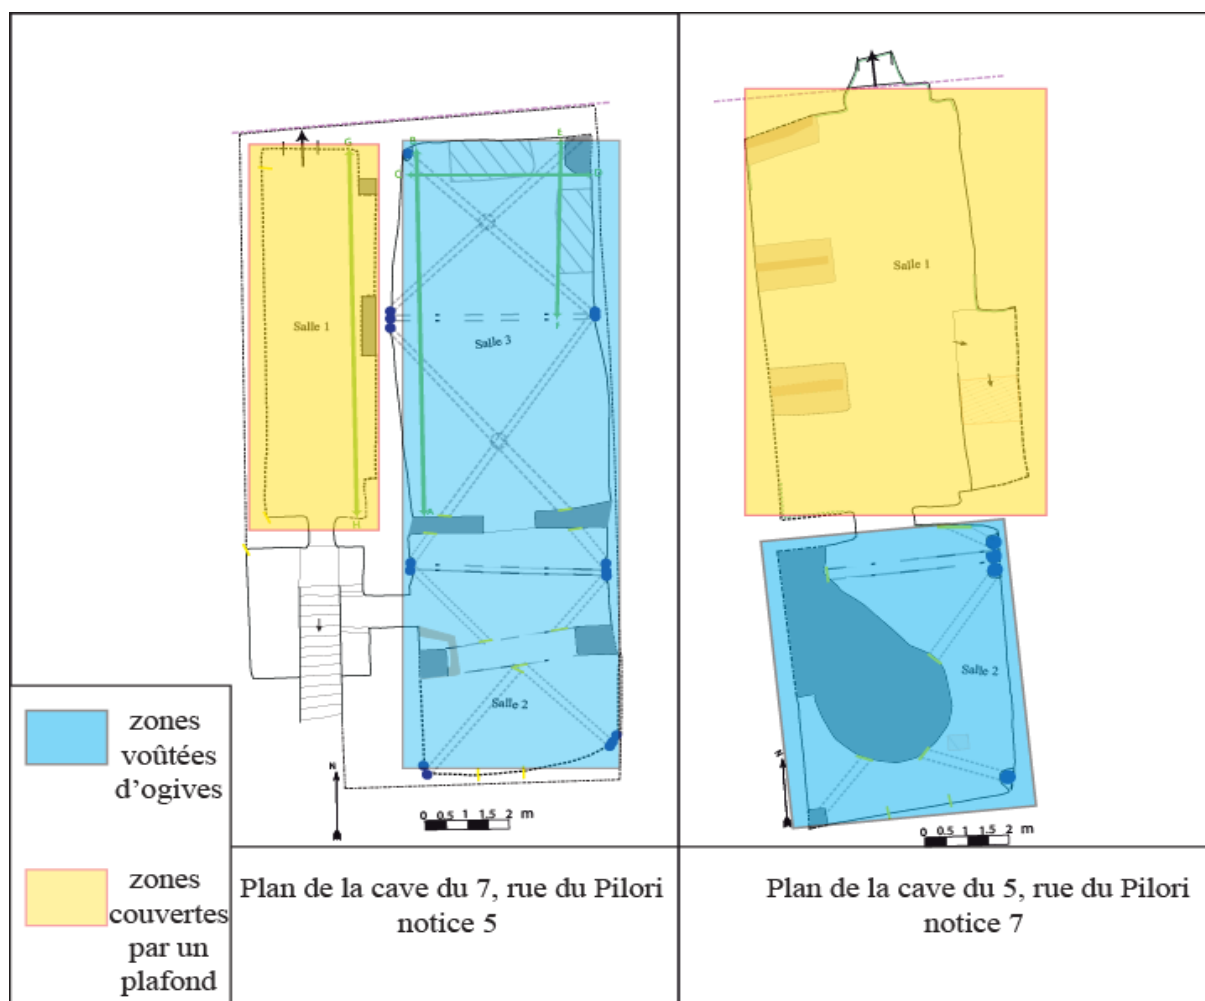 G
B
E
C
D
Salle 1
Salle 3
F
A
H
Salle 2
N
0 0.5 1 1.5 2 m
Salle 1
Salle 2
N
0 0.5 1 1.5 2 m
zones
voûtées
d’ogives
zones
couvertes
par un
plafond
Plan de la cave du 7, rue du Pilori
notice 5
Plan de la cave du 5, rue du Pilori
notice 7